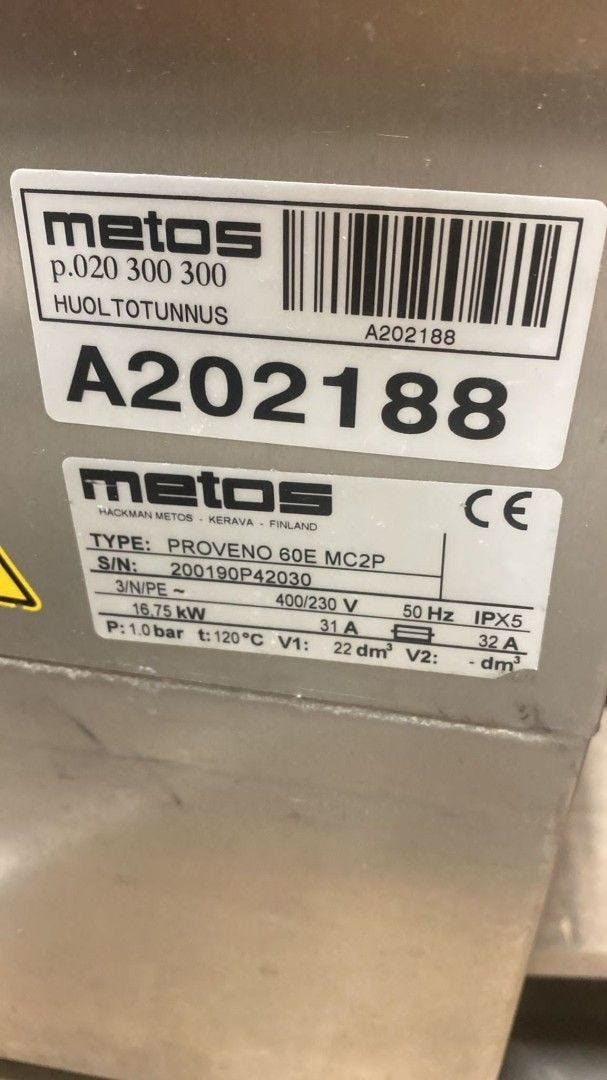 metos
p.020 300 300
HUOLTOTUNNUS
A202188
A202188
metos
HACKMAN METOS - KERAVA - FINLAND
CE
TYPE: PROVENO 60E MC2P
S/N: 200190P42030
3/N/PE ~ 400/230 V 50 Hz IPX5
16,75 kW 31 A 32 A
P: 1.0 bar t: 120°C V1: 22 dm³ V2: - dm³